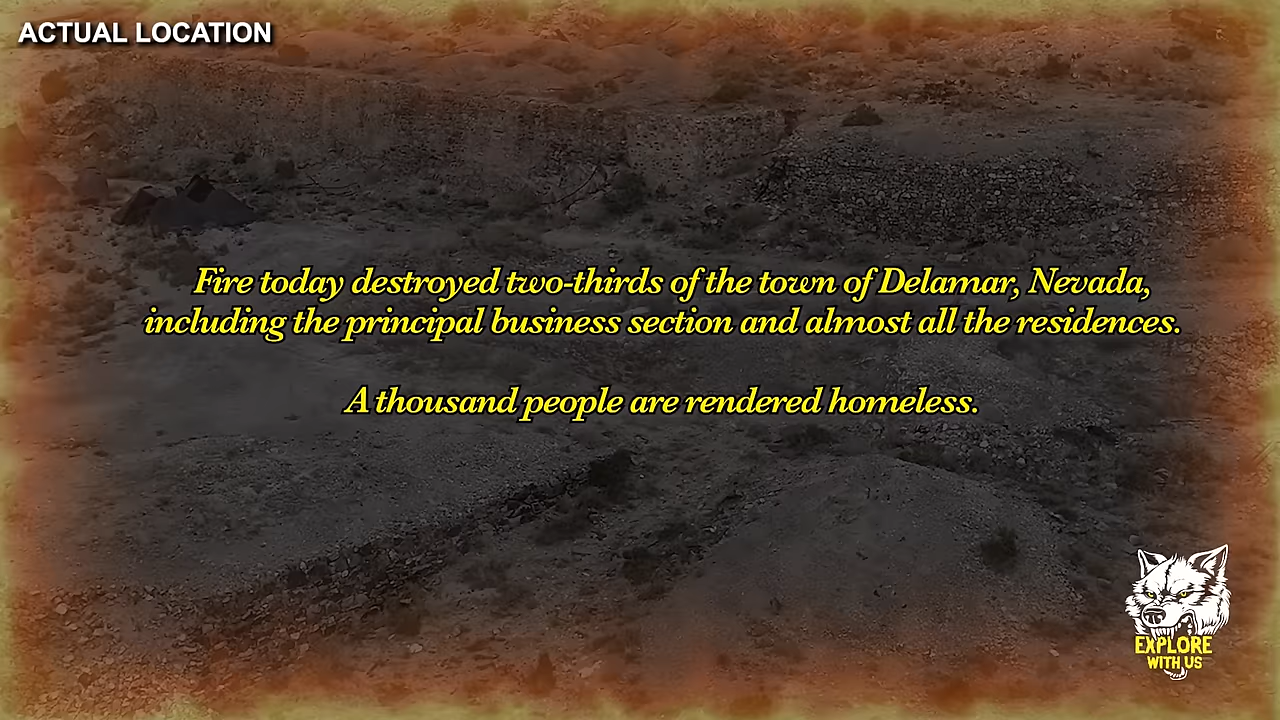 ACTUAL LOCATION
Fire today destroyed two-thirds of the town of Delamar, Nevada,
including the principal business section and almost all the residences.
A thousand people are rendered homeless.
EXPLORE
WITH US